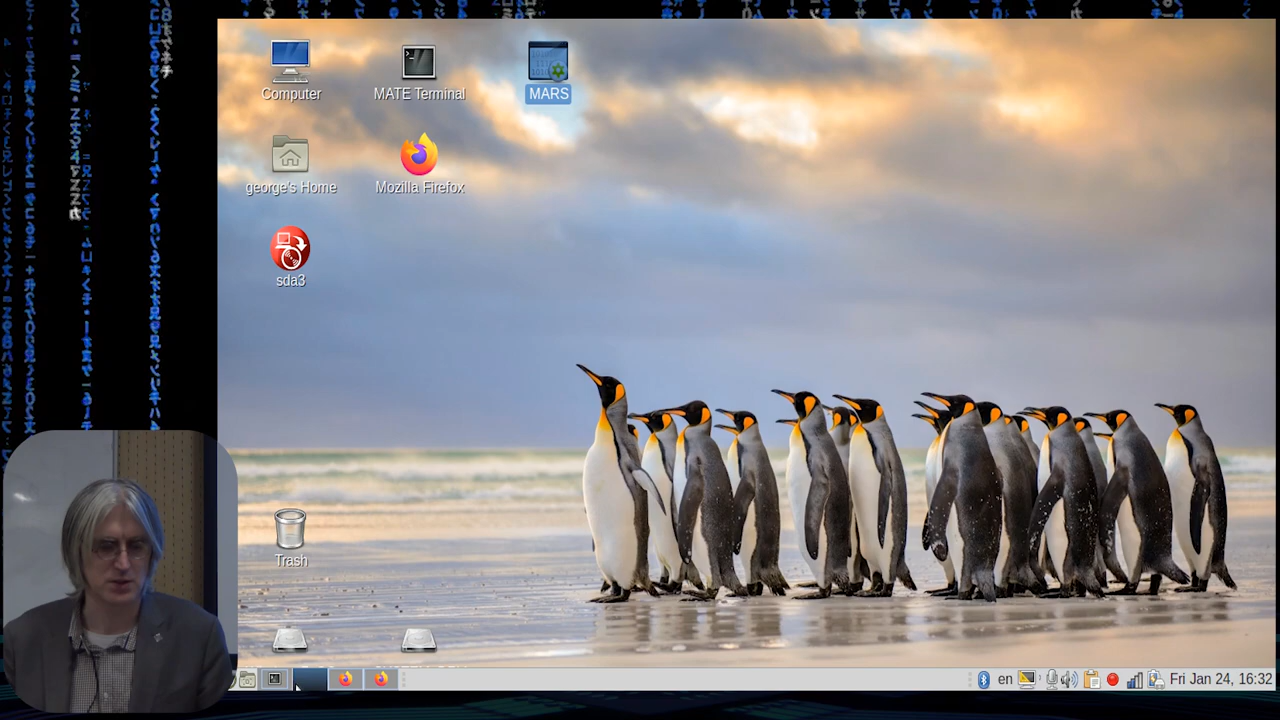 Computer
MATE Terminal
MARS
george's Home
Mozilla Firefox
sda3
Trash
en
Fri Jan 24, 16:32